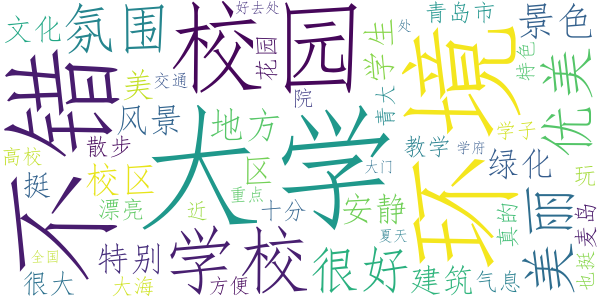 文化
氛围
校园
好去处
处
青岛市
景色
不错
美
交通
花园
学生
环境
特色
优美
风景
地方
院
青大
高校
散步
大学
教学
学府
学子
绿化
挺
校区
区
重点
大门
玩
漂亮
近
十分
安静
真的
美丽
麦岛
全国
特别
学校
很好
夏天
也挺
很大
大海
方便
建筑
气息